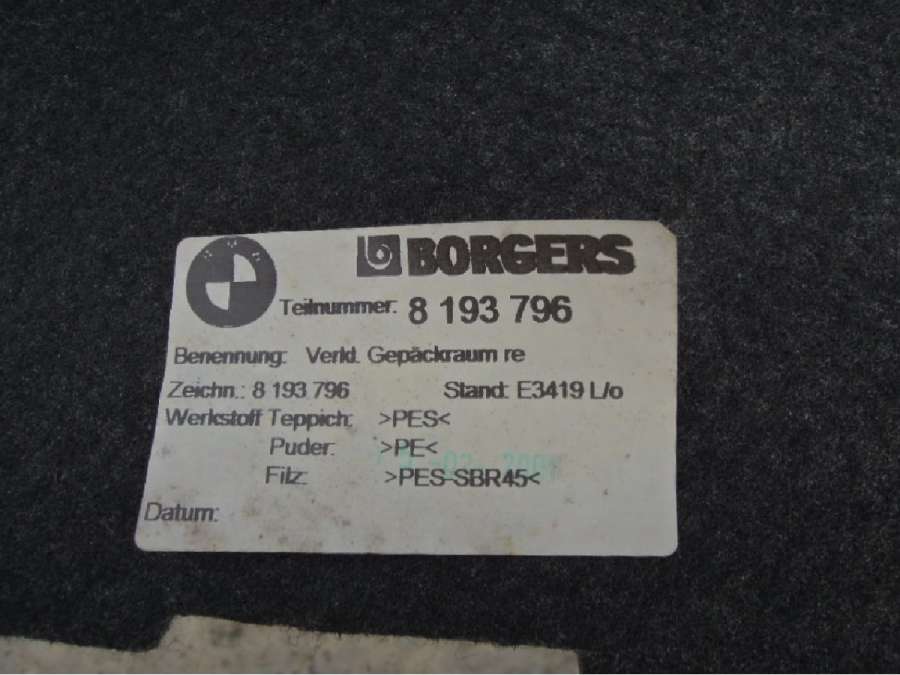 BORGERS
Teilnummer: 8 193 796
Benennung: Verkl. Gepäckraum re
Zeichn.: 8 193 796 Stand: E3419 L/o
Werkstoff Teppich: >PES<
Puder: >PE<
Filz: >PES-SBR45<
Datum: